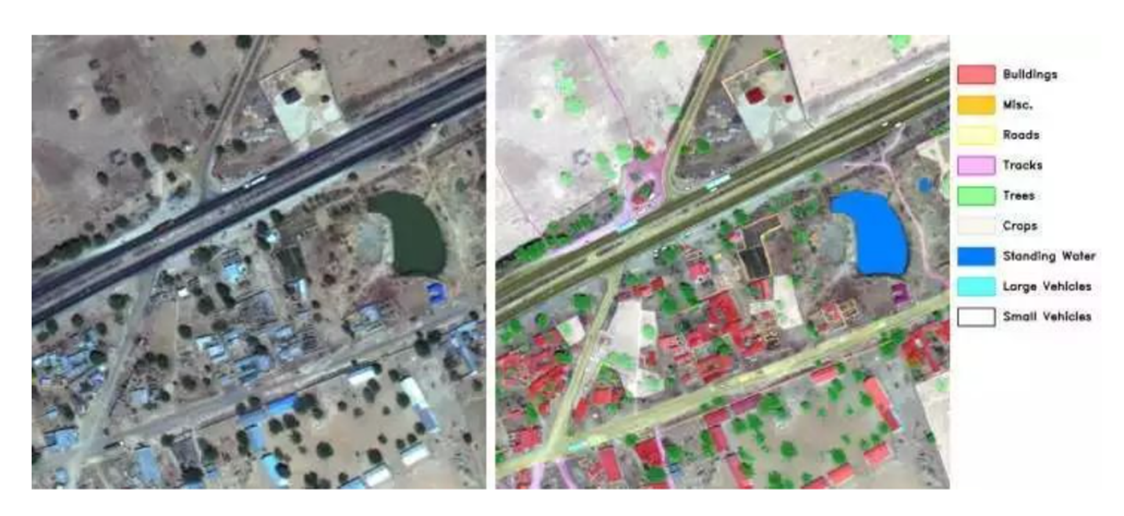 Buildings
Misc.
Roads
Tracks
Trees
Crops
Standing Water
Large Vehicles
Small Vehicles